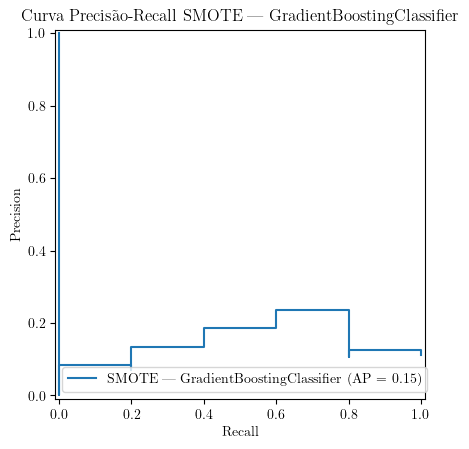 Curva Precisão-Recall SMOTE — GradientBoostingClassifier
1.0
0.8
0.6
0.4
0.2
0.0
Precision
SMOTE — GradientBoostingClassifier (AP = 0.15)
0.0 0.2 0.4 0.6 0.8 1.0
Recall